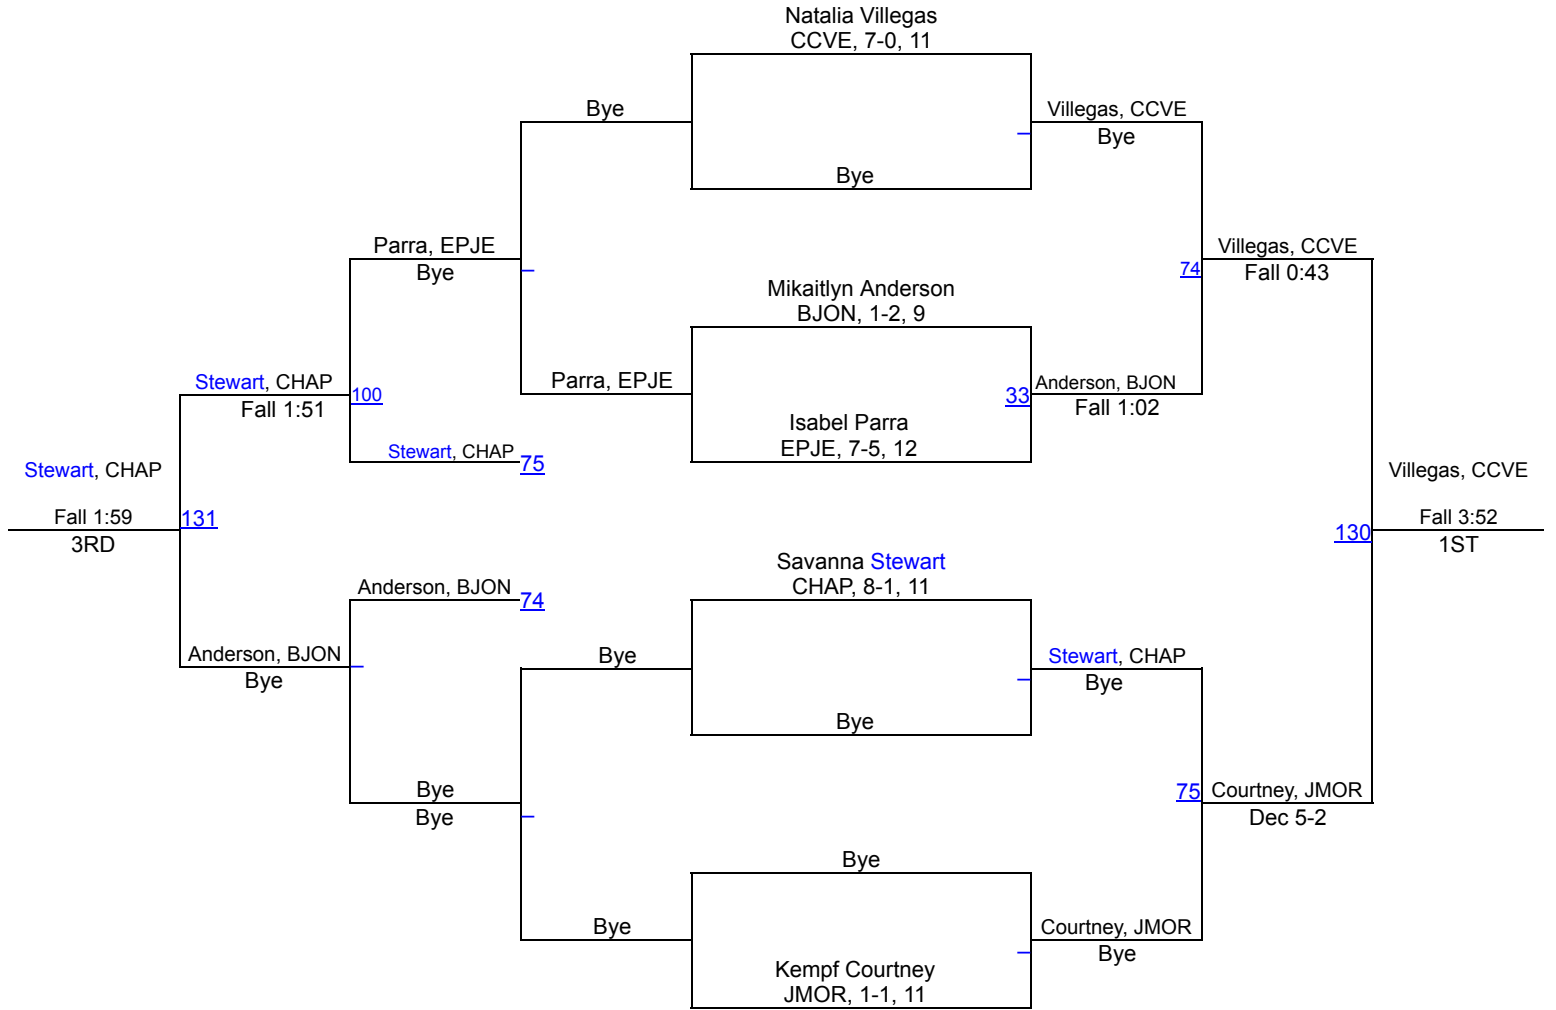 Natalia Villegas
CCVE, 7-0, 11
Bye
Villegas, CCVE
Bye
Bye
Parra, EPJE
Bye
Villegas, CCVE
74
Fall 0:43
Mikaitlyn Anderson
BJON, 1-2, 9
Stewart, CHAP
100
Fall 1:51
Parra, EPJE
33
Anderson, BJON
Fall 1:02
Isabel Parra
EPJE, 7-5, 12
Stewart, CHAP
75
Stewart, CHAP
Fall 1:59
131
3RD
Villegas, CCVE
130
Fall 3:52
1ST
Savanna Stewart
CHAP, 8-1, 11
Anderson, BJON
74
Anderson, BJON
Bye
Bye
Stewart, CHAP
Bye
Bye
Bye
Bye
75
Courtney, JMOR
Dec 5-2
Bye
Bye
Courtney, JMOR
Bye
Kempf Courtney
JMOR, 1-1, 11